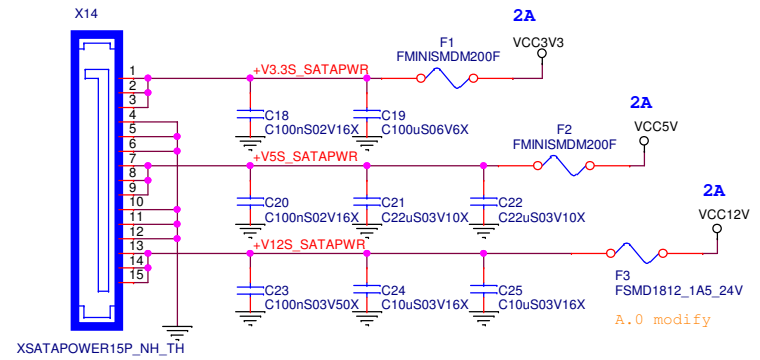 X14
2A
F1
FMINISMDM200F
VCC3V3
1
2
3
4
5
6
7
8
9
10
11
12
13
14
15
+V3.3S_SATAPWR
C18
C100nS02V16X
C19
C100uS06V6X
2A
F2
FMINISMDM200F
VCC5V
+V5S_SATAPWR
C20
C100nS02V16X
C21
C22uS03V10X
C22
C22uS03V10X
2A
VCC12V
+V12S_SATAPWR
F3
FSMD1812_1A5_24V
C23
C100nS03V50X
C24
C10uS03V16X
C25
C10uS03V16X
A.0 modify
XSATAPOWER15P_NH_TH